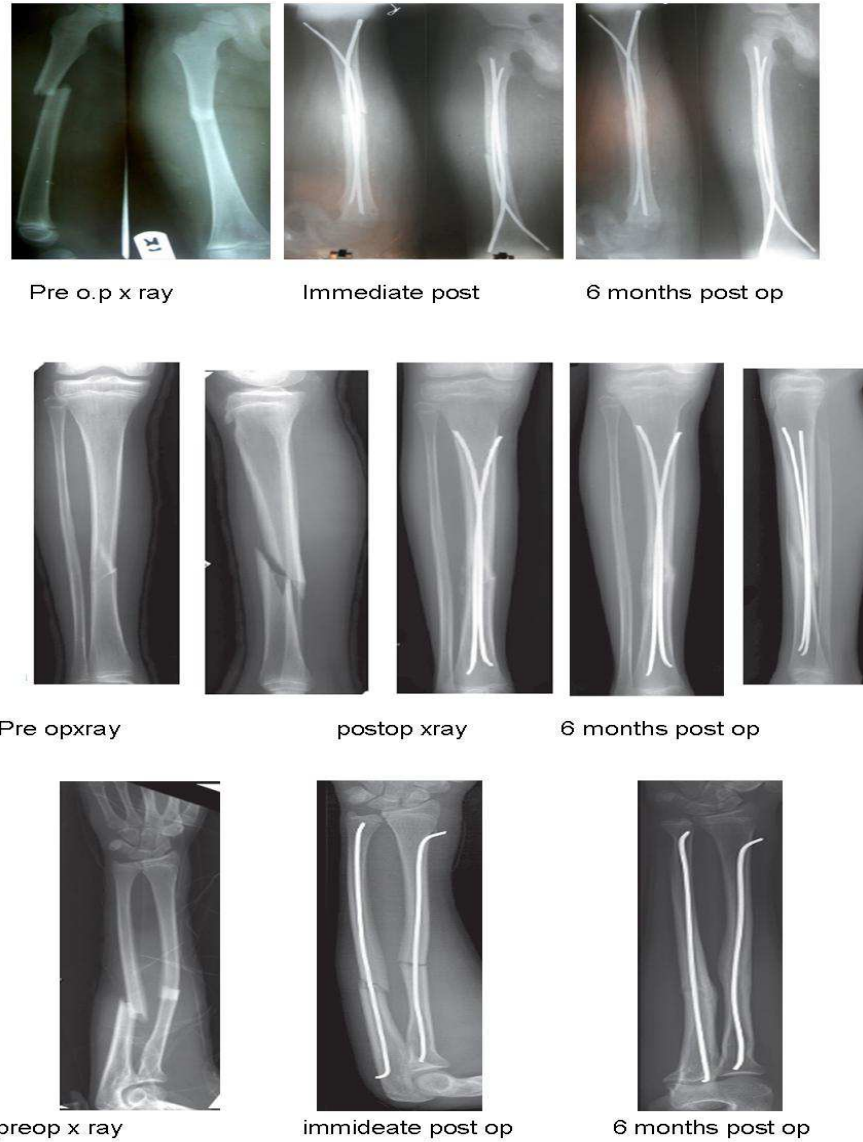 Pre o.p x ray
Immediate post
6 months post op
Pre opxray
postop xray
6 months post op
preop x ray
immideate post op
6 months post op